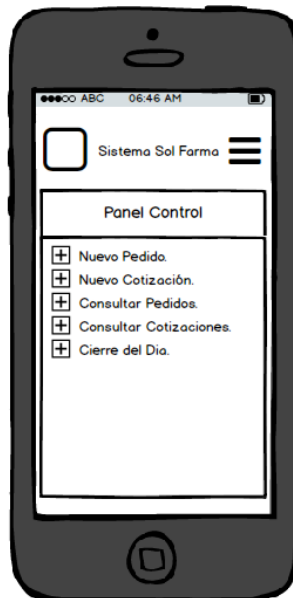 ABC 06:46 AM
Sistema Sol Farma
Panel Control
Nuevo Pedido.
Nuevo Cotización.
Consultar Pedidos.
Consultar Cotizaciones.
Cierre del Dia.